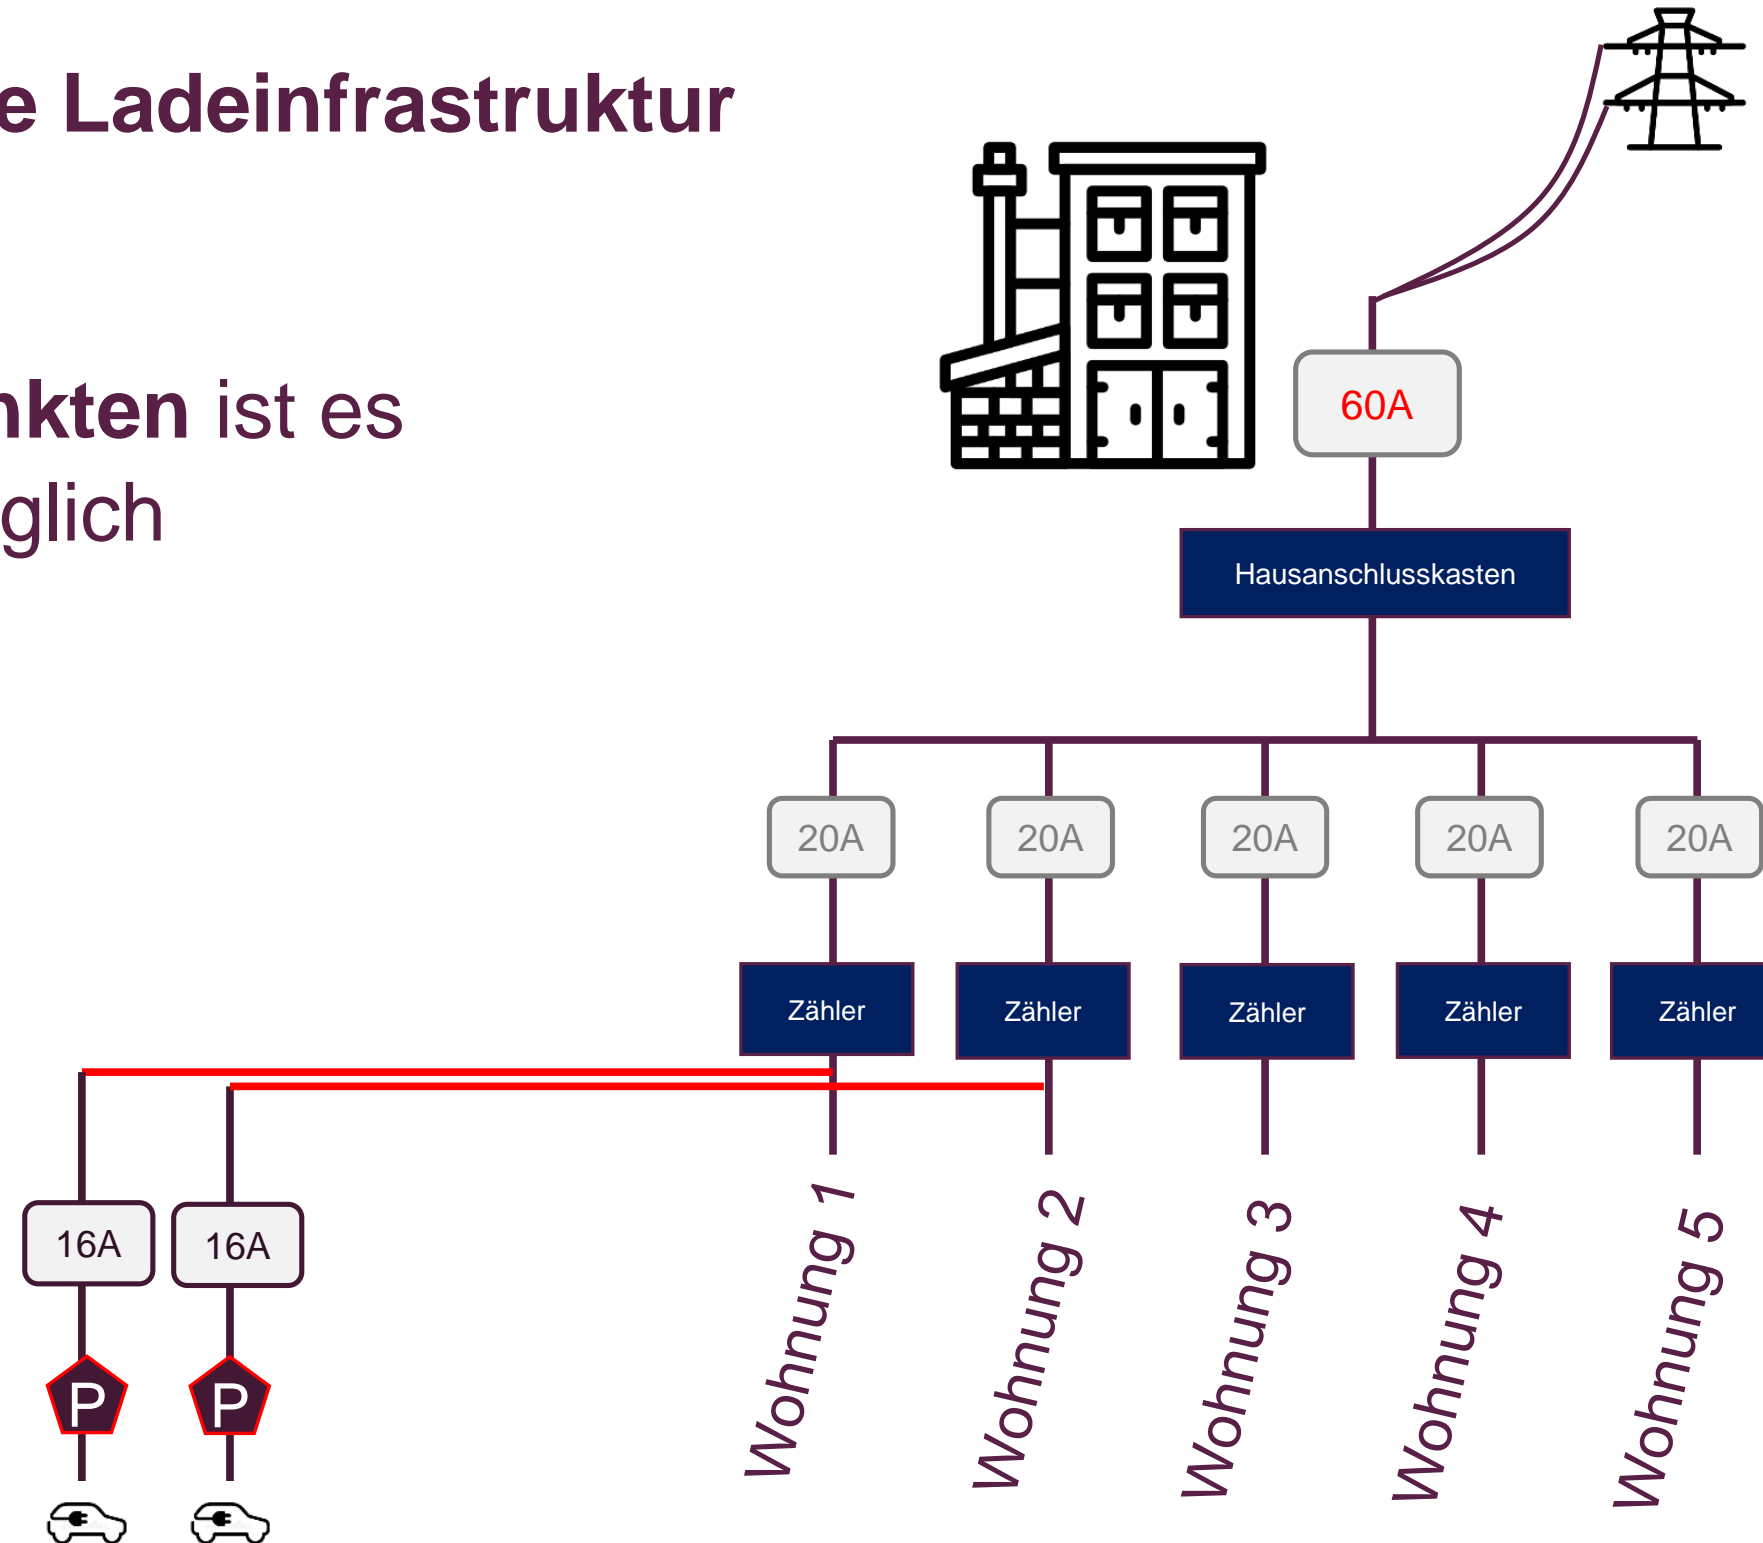 e Ladeinfrastruktur
nkten ist es
glich
60A
Hausanschlusskasten
20A 20A 20A 20A 20A
Zähler Zähler Zähler Zähler Zähler
16A 16A
P P
Wohnung 1
Wohnung 2
Wohnung 3
Wohnung 4
Wohnung 5